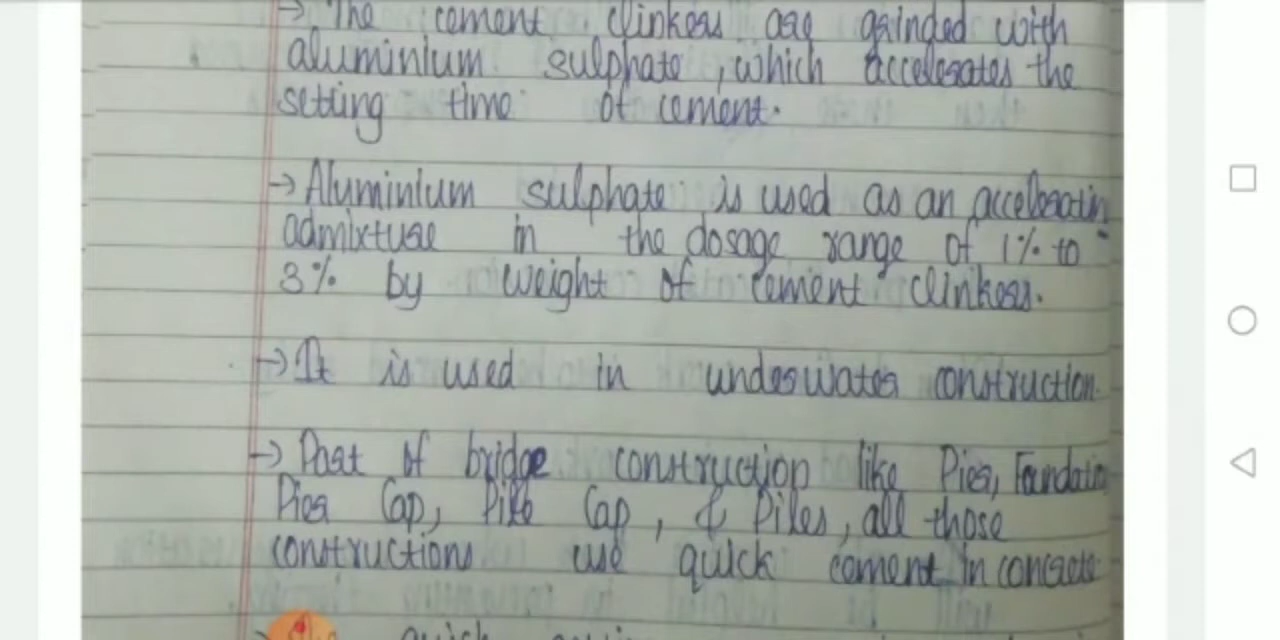 → The cement clinkers are grinded with
aluminium sulphate, which accelerates the
setting time of cement.
→ Aluminium sulphate is used as an acceleratin
admixture in the dosage range of 1% to
3% by weight of cement clinkers.
→ It is used in underwater construction.
→ Part of bridge construction like Pier, Foundatio
Pier Cap, Pile Cap, & Piles, all those
constructions use quick cement in concrete
quick